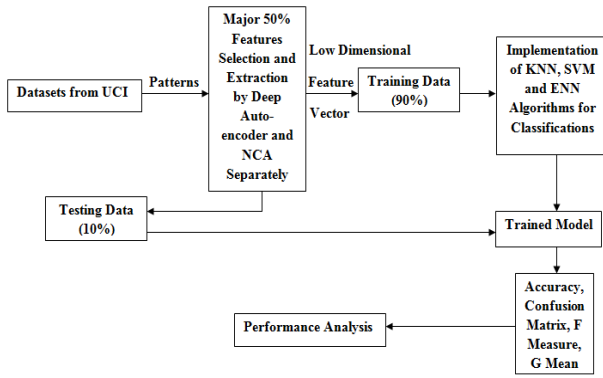 Datasets from UCI
Patterns
Major 50%
Features
Selection and
Extraction
by Deep
Auto-
encoder and
NCA
Separately
Low Dimensional
Feature
Vector
Training Data
(90%)
Implementation
of KNN, SVM
and ENN
Algorithms for
Classifications
Testing Data
(10%)
Trained Model
Accuracy,
Confusion
Matrix, F
Measure,
G Mean
Performance Analysis